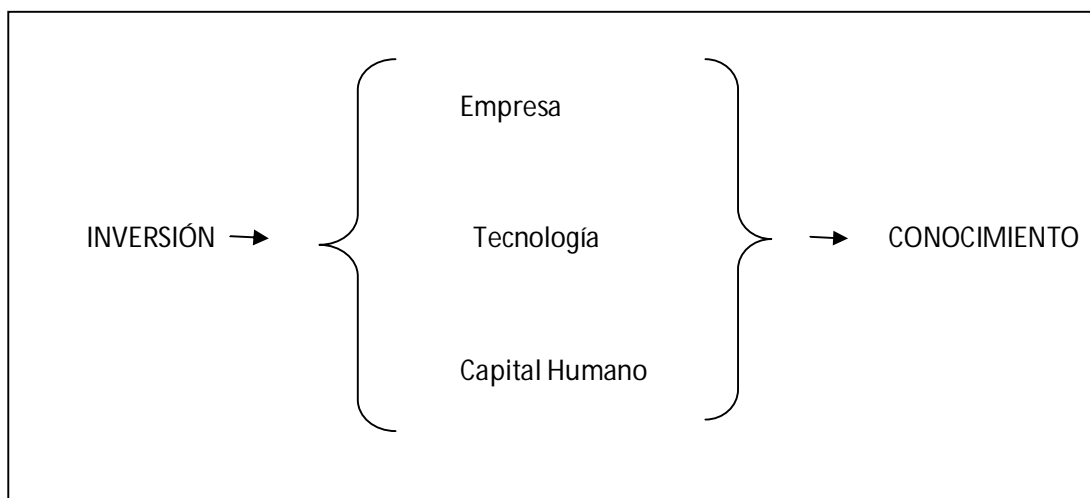 Empresa
INVERSIÓN
Tecnología
CONOCIMIENTO
Capital Humano